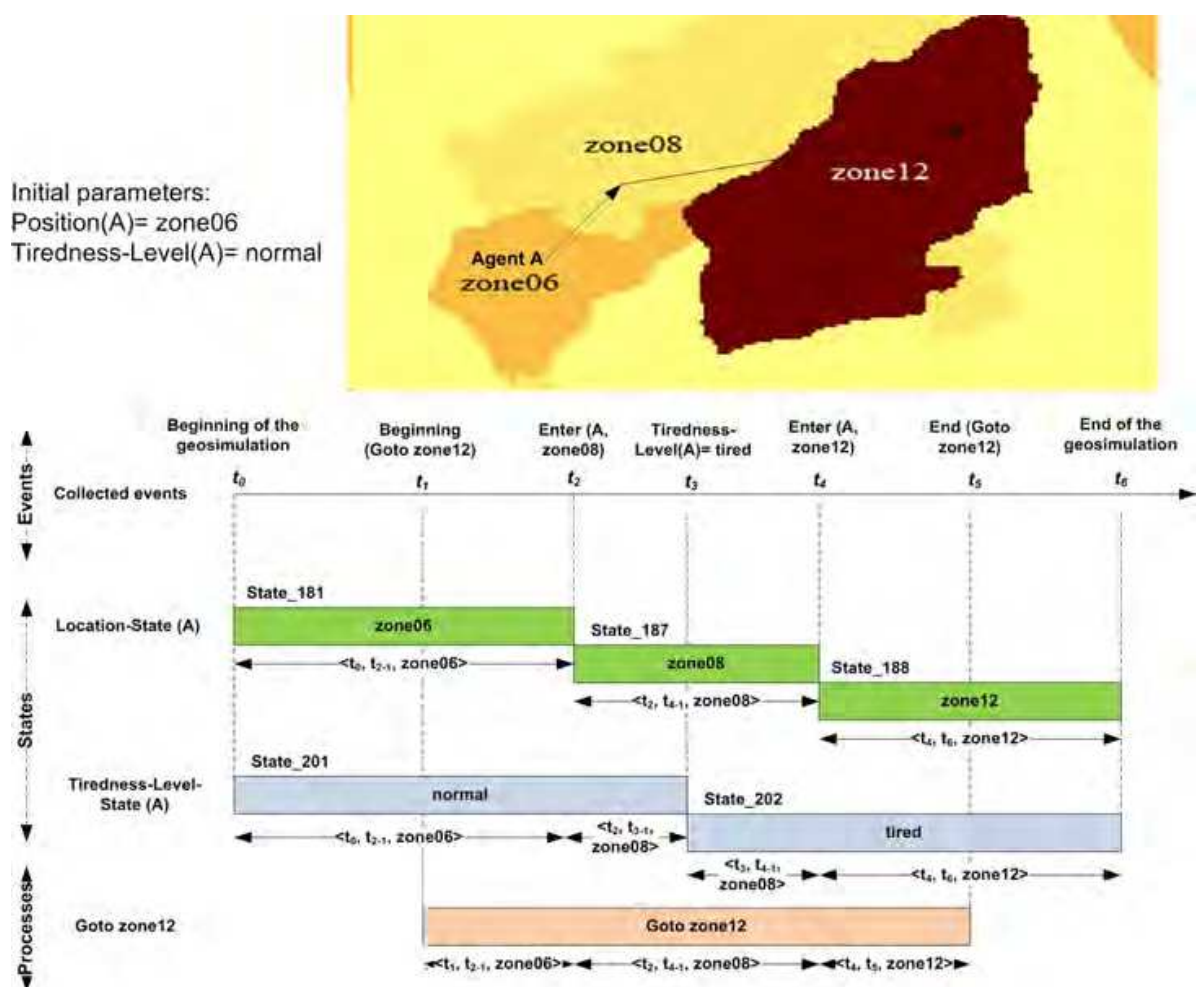 zone08
zone12
Initial parameters:
Position(A)= zone06
Tiredness-Level(A)= normal
Agent A
zone06
Beginning of the
geosimulation
Beginning
(Goto zone12)
Enter (A,
zone08)
Tiredness-
Level(A)= tired
Enter (A,
zone12)
End (Goto
zone12)
End of the
geosimulation
t0 t1 t2 t3 t4 t5 t6
Events
Collected events
State_181
Location-State (A)
zone06
State_187
<t0, t2-1, zone06>
zone08
State_188
<t2, t4-1, zone08>
zone12
<t4, t6, zone12>
States
State_201
Tiredness-Level-
State (A)
normal
State_202
<t0, t2-1, zone06>
<t2, t3-1,
zone08>
tired
<t3, t4-1,
zone08>
<t4, t6, zone12>
Processes
Goto zone12
Goto zone12
<t1, t2-1, zone06>
<t2, t4-1, zone08>
<t4, t5, zone12>